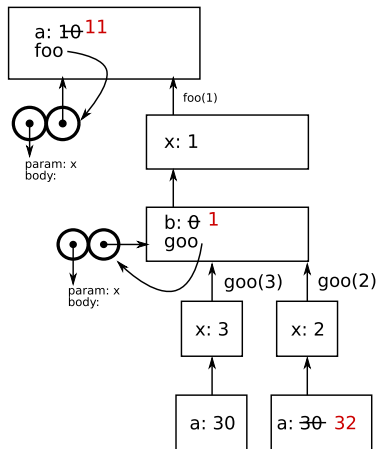 a: 10 11
foo
foo(1)
param: x
body:
x: 1
b: 0 1
goo
param: x
body:
goo(3)
goo(2)
x: 3
x: 2
a: 30
a: 30 32